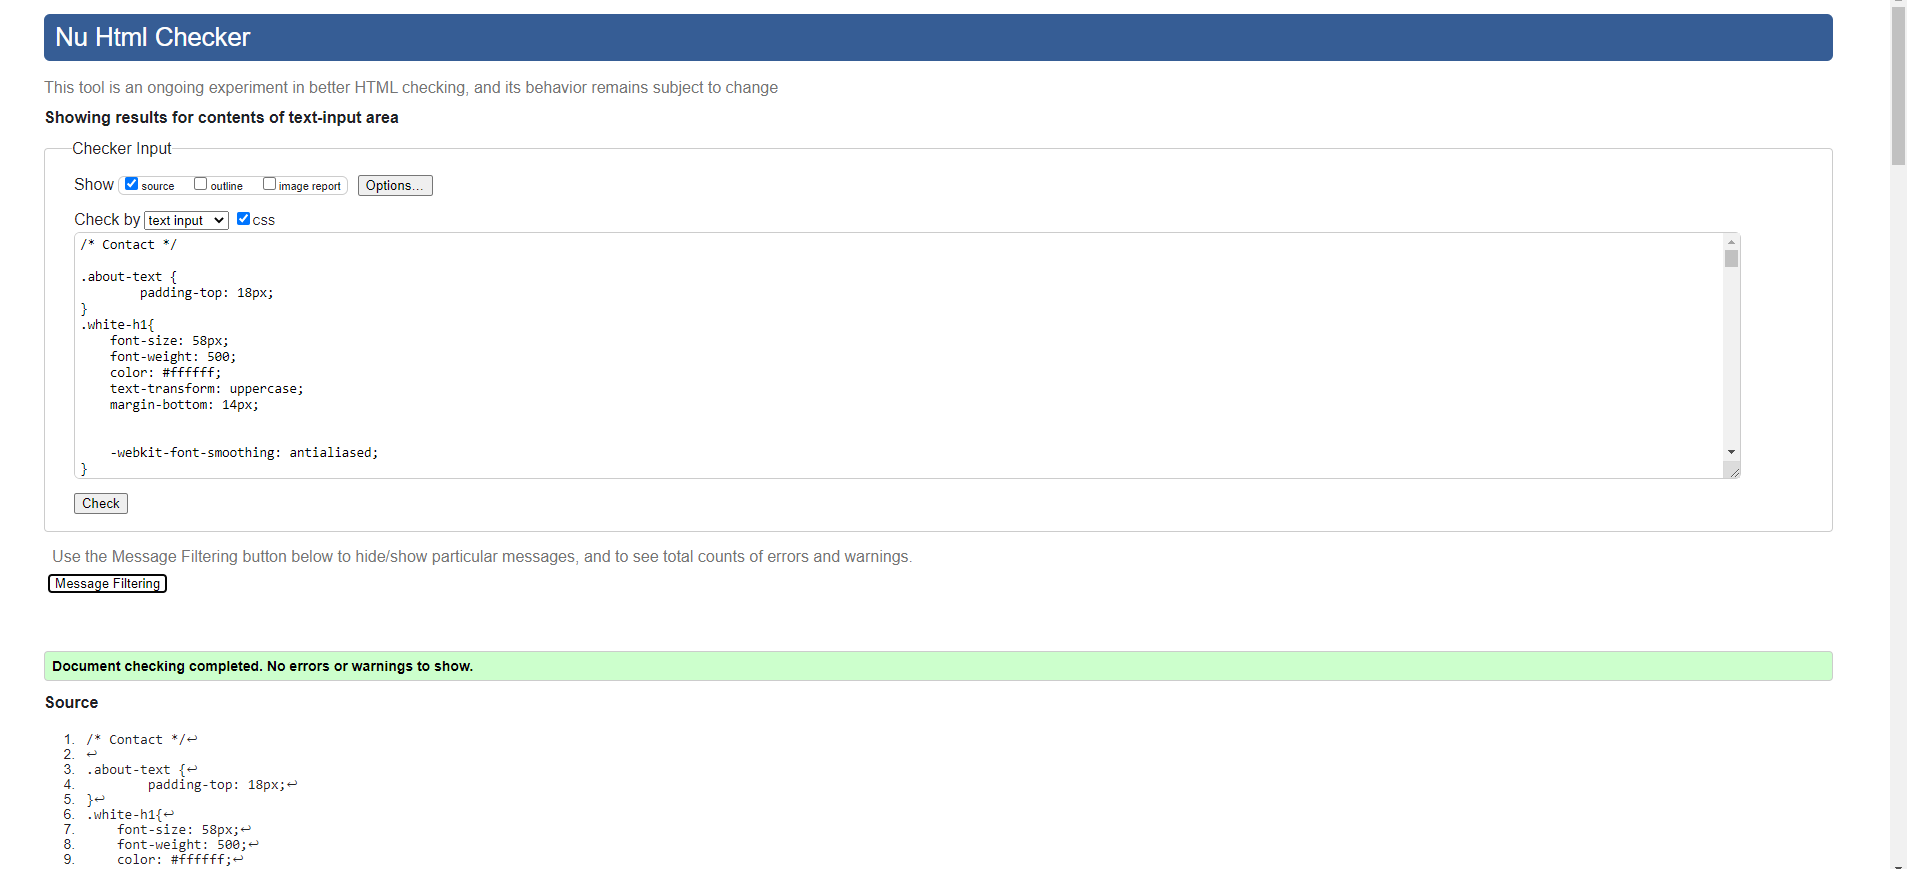 Nu Html Checker
This tool is an ongoing experiment in better HTML checking, and its behavior remains subject to change
Showing results for contents of text-input area
Checker Input
Show source outline image report Options...
Check by text input css
/* Contact */
.about-text {
padding-top: 18px;
}
.white-h1{
font-size: 58px;
font-weight: 500;
color: #ffffff;
text-transform: uppercase;
margin-bottom: 14px;
-webkit-font-smoothing: antialiased;
}
Check
Use the Message Filtering button below to hide/show particular messages, and to see total counts of errors and warnings.
Message Filtering
Document checking completed. No errors or warnings to show.
Source
1. /* Contact */↩
2. ↩
3. .about-text {↩
4. padding-top: 18px;↩
5. }↩
6. .white-h1{↩
7. font-size: 58px;↩
8. font-weight: 500;↩
9. color: #ffffff;↩